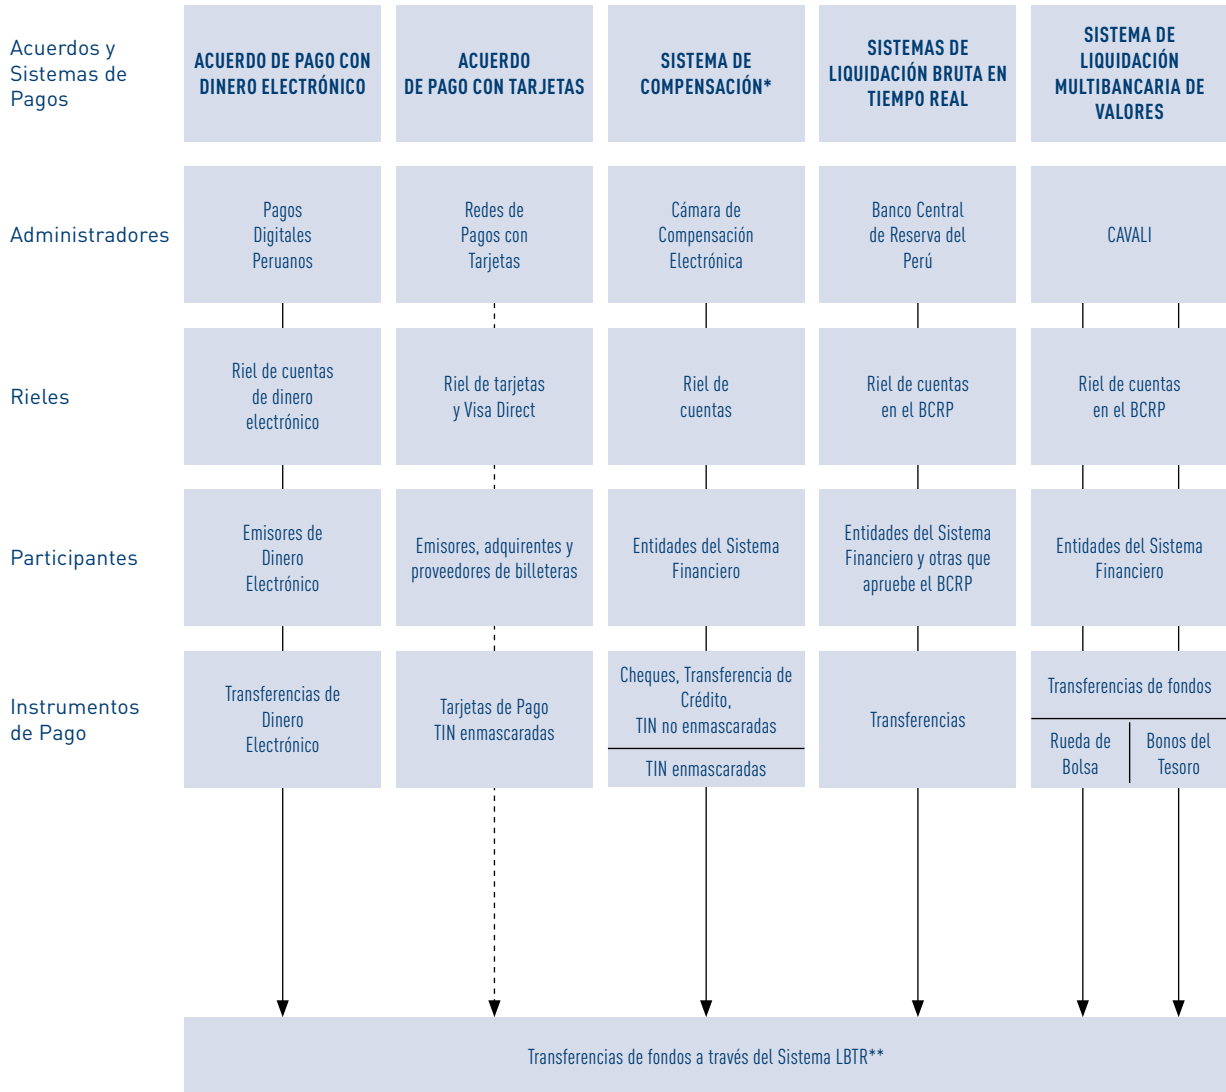 Acuerdos y
Sistemas de
Pagos
ACUERDO DE PAGO CON
DINERO ELECTRÓNICO
ACUERDO
DE PAGO CON TARJETAS
SISTEMA DE
COMPENSACIÓN*
SISTEMAS DE
LIQUIDACIÓN BRUTA EN
TIEMPO REAL
SISTEMA DE
LIQUIDACIÓN
MULTIBANCARIA DE
VALORES
Administradores
Pagos
Digitales
Peruanos
Redes de
Pagos con
Tarjetas
Cámara de
Compensación
Electrónica
Banco Central
de Reserva del
Perú
CAVALI
Rieles
Riel de cuentas
de dinero
electrónico
Riel de tarjetas
y Visa Direct
Riel de
cuentas
Riel de cuentas
en el BCRP
Riel de cuentas
en el BCRP
Participantes
Emisores de
Dinero
Electrónico
Emisores, adquirentes y
proveedores de billeteras
Entidades del Sistema
Financiero
Entidades del Sistema
Financiero y otras que
apruebe el BCRP
Entidades del Sistema
Financiero
Instrumentos
de Pago
Transferencias de
Dinero
Electrónico
Tarjetas de Pago
TIN enmascaradas
Cheques, Transferencia de
Crédito,
TIN no enmascaradas
TIN enmascaradas
Transferencias
Transferencias de fondos
Rueda de
Bolsa
Bonos del
Tesoro
Transferencias de fondos a través del Sistema LBTR**